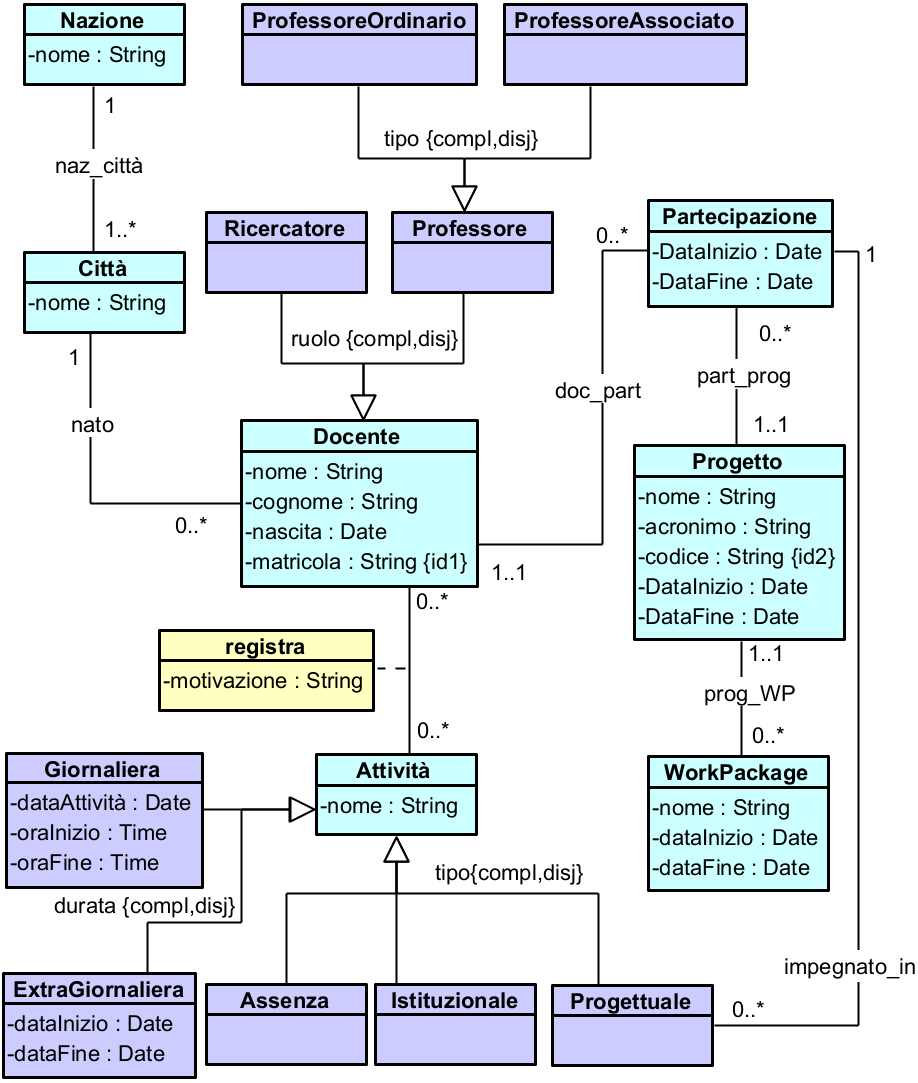 Nazione
-nome : String
ProfessoreOrdinario
ProfessoreAssociato
1
naz_città
1..*
tipo {compl,disj}
Città
-nome : String
Ricercatore
Professore
Partecipazione
-DataInizio : Date
-DataFine : Date
0..*
1
1
ruolo {compl,disj}
0..*
nato
doc_part
part_prog
1..1
Docente
-nome : String
-cognome : String
-nascita : Date
-matricola : String {id1}
0..*
1..1
Progetto
-nome : String
-acronimo : String
-codice : String {id2}
-DataInizio : Date
-DataFine : Date
0..*
registra
-motivazione : String
1..1
prog_WP
0..*
0..*
Giornaliera
-dataAttività : Date
-oraInizio : Time
-oraFine : Time
Attività
-nome : String
WorkPackage
-nome : String
-dataInizio : Date
-dataFine : Date
tipo{compl,disj}
durata {compl,disj}
impegnato_in
ExtraGiornaliera
-dataInizio : Date
-dataFine : Date
Assenza
Istituzionale
Progettuale
0..*